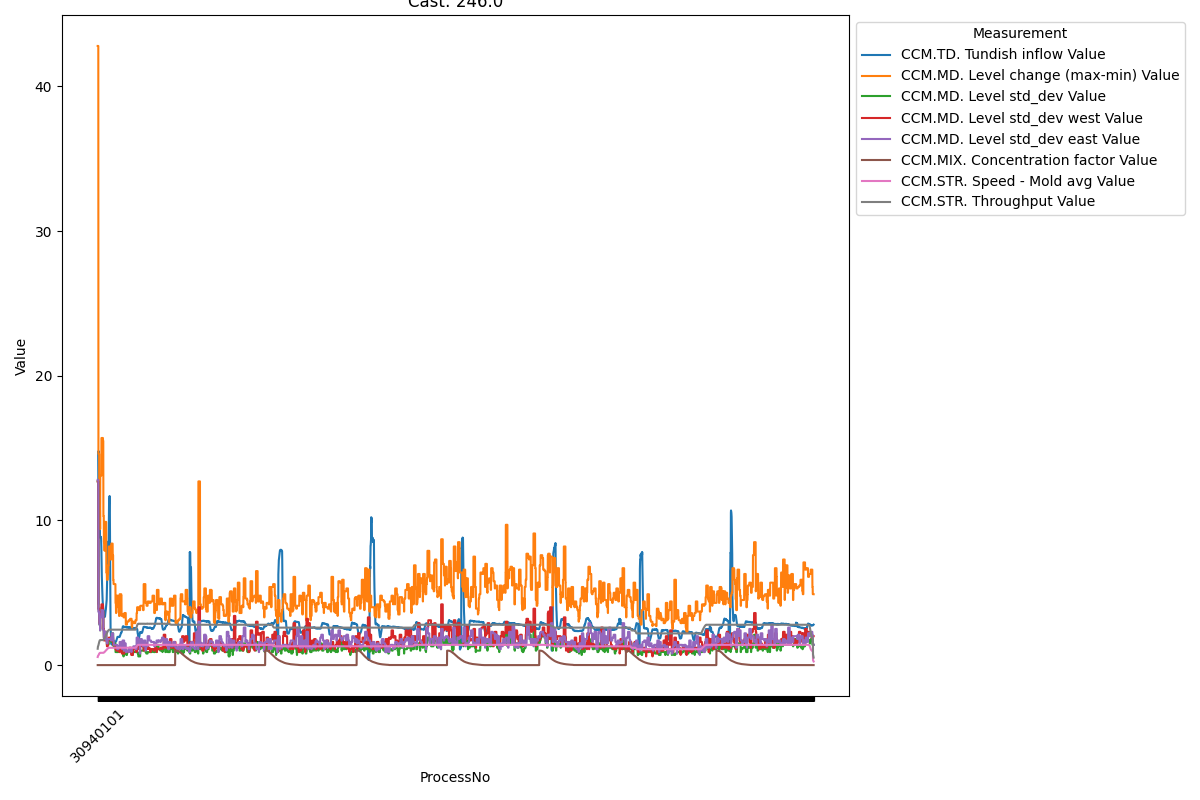 Cast: 246.0
Measurement
CCM.TD. Tundish inflow Value
CCM.MD. Level change (max-min) Value
CCM.MD. Level std_dev Value
CCM.MD. Level std_dev west Value
CCM.MD. Level std_dev east Value
CCM.MIX. Concentration factor Value
CCM.STR. Speed - Mold avg Value
CCM.STR. Throughput Value
Value
40
30
20
10
0
30940101
ProcessNo